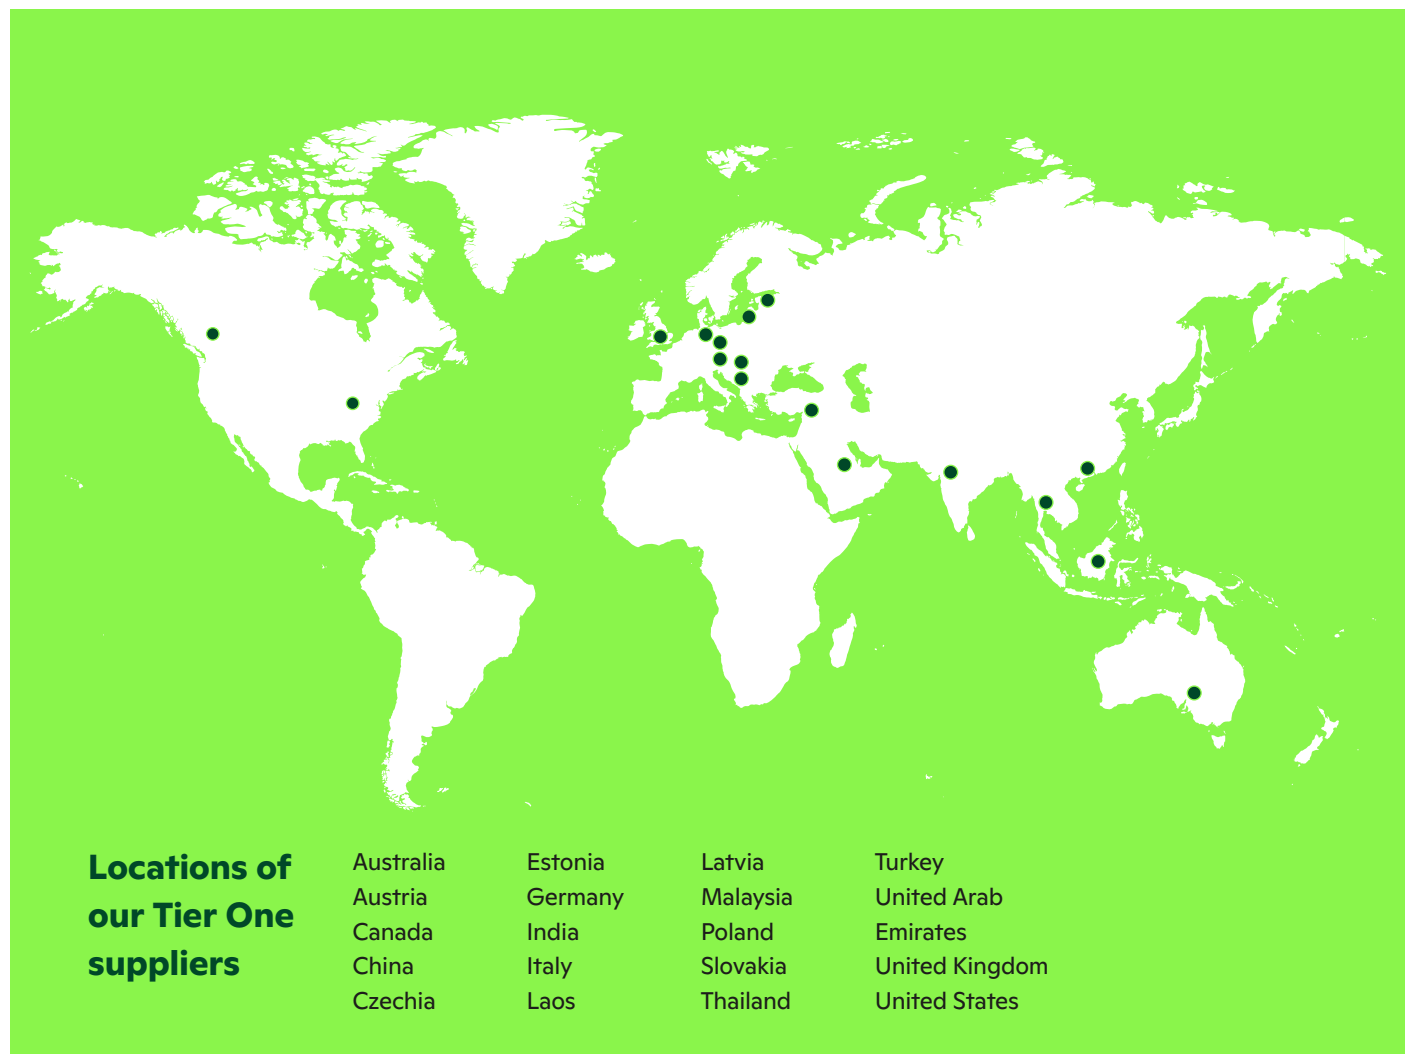 Locations of
our Tier One
suppliers
Australia
Austria
Canada
China
Czechia
Estonia
Germany
India
Italy
Laos
Latvia
Malaysia
Poland
Slovakia
Thailand
Turkey
United Arab
Emirates
United Kingdom
United States